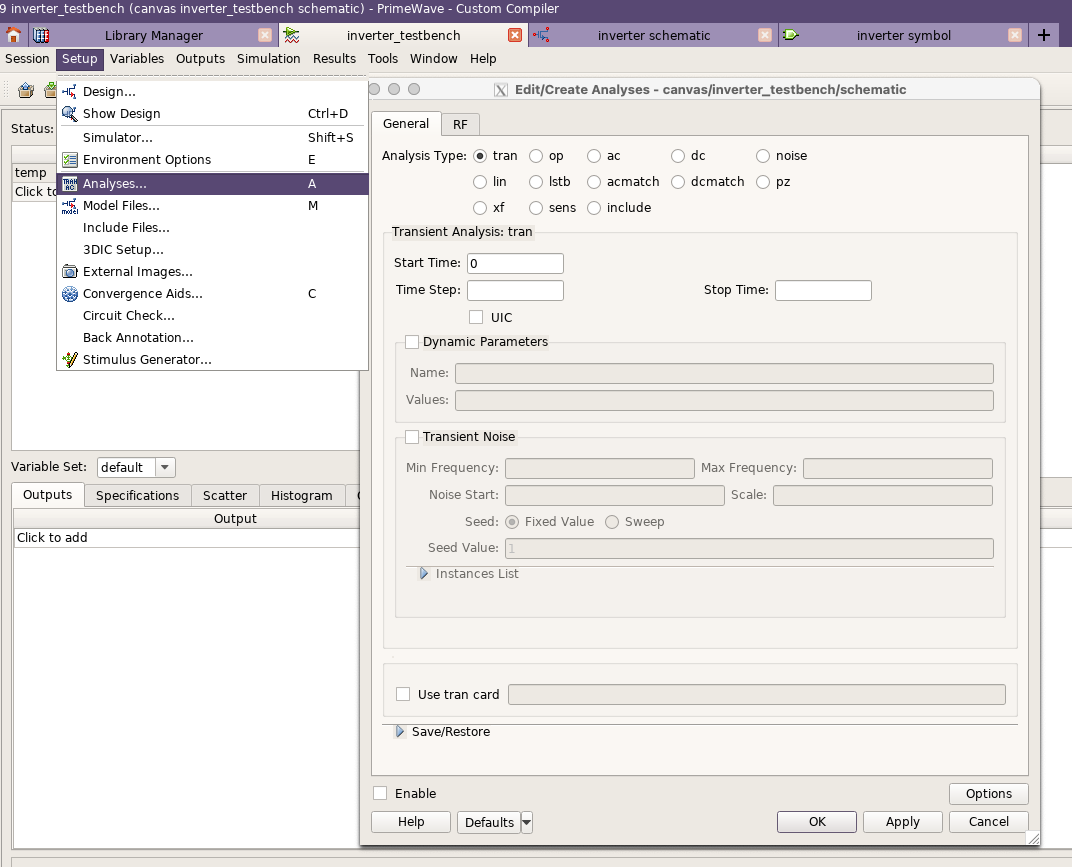 9 inverter_testbench (canvas inverter_testbench schematic) - PrimeWave - Custom Compiler
Library Manager inverter_testbench inverter schematic inverter symbol
Session Setup Variables Outputs Simulation Results Tools Window Help
Design...
Show Design Ctrl+D
Simulator... Shift+S
Environment Options E
Analyses... A
Model Files... M
Include Files...
3DIC Setup...
External Images...
Convergence Aids... C
Circuit Check...
Back Annotation...
Stimulus Generator...
Status:
temp
Click to
Variable Set: default
Outputs Specifications Scatter Histogram
Output
Click to add
Edit/Create Analyses - canvas/inverter_testbench/schematic
General RF
Analysis Type: tran op ac dc noise
lin lstb acmatch dcmatch pz
xf sens include
Transient Analysis: tran
Start Time: 0
Time Step: Stop Time:
UIC
Dynamic Parameters
Name:
Values:
Transient Noise
Min Frequency: Max Frequency:
Noise Start: Scale:
Seed: Fixed Value Sweep
Seed Value: 1
Instances List
Use tran card
Save/Restore
Enable Options
Help Defaults OK Apply Cancel